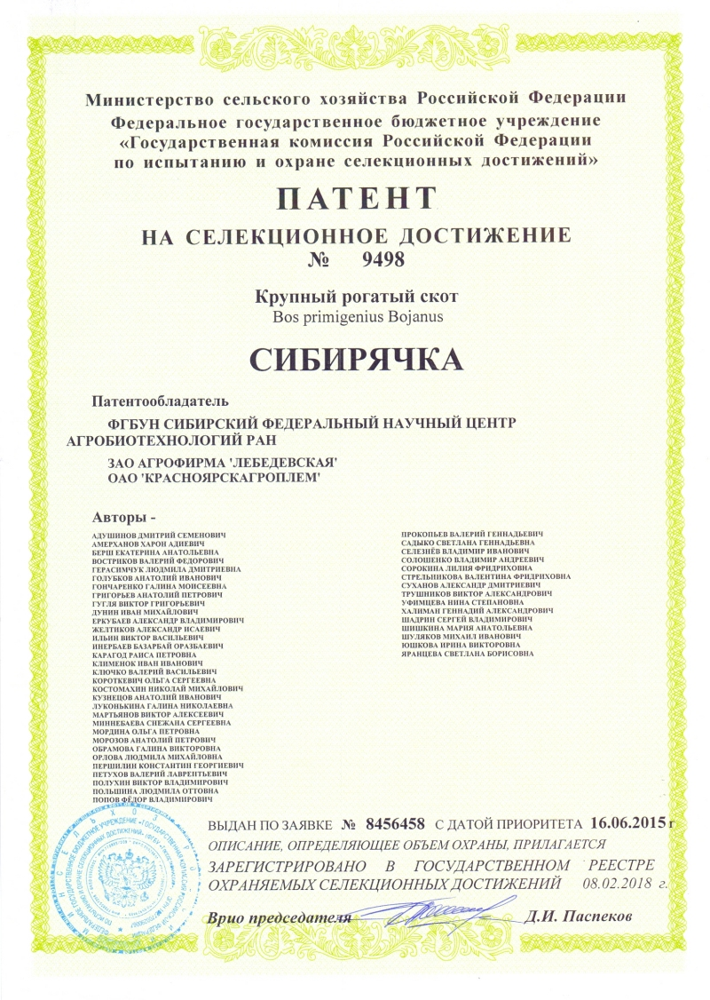 Министерство сельского хозяйства Российской Федерации
Федеральное государственное бюджетное учреждение
«Государственная комиссия Российской Федерации
по испытанию и охране селекционных достижений»
ПАТЕНТ
НА СЕЛЕКЦИОННОЕ ДОСТИЖЕНИЕ
№ 9498
Крупный рогатый скот
Bos primigenius Bojanus
СИБИРЯЧКА
Патентообладатель
ФГБУН СИБИРСКИЙ ФЕДЕРАЛЬНЫЙ НАУЧНЫЙ ЦЕНТР
АГРОБИОТЕХНОЛОГИЙ РАН
ЗАО АГРОФИРМА 'ЛЕБЕДЕВСКАЯ'
ОАО 'КРАСНОЯРСКАГРОПЛЕМ'
Авторы -
АДУШИНОВ ДМИТРИЙ СЕМЕНОВИЧ
АМЕРХАНОВ ХАРОН АДИЕВИЧ
БЕРШ ЕКАТЕРИНА АНАТОЛЬЕВНА
ВОСТРИКОВ ВАЛЕРИЙ ФЕДОРОВИЧ
ГЕРАСИМЧУК ЛЮДМИЛА ДМИТРИЕВНА
ГОЛУБКОВ АНАТОЛИЙ ИВАНОВИЧ
ГОНЧАРЕНКО ГАЛИНА МОИСЕЕВНА
ГРИГОРЬЕВ АНАТОЛИЙ ПЕТРОВИЧ
ГУГЛЯ ВИКТОР ГРИГОРЬЕВИЧ
ДУНИН ИВАН МИХАЙЛОВИЧ
ЕРКУБАЕВ АЛЕКСАНДР ВЛАДИМИРОВИЧ
ЖЕЛТИКОВ АЛЕКСАНДР ИСАЕВИЧ
ИЛЬИН ВИКТОР ВАСИЛЬЕВИЧ
ИНЕРБАЕВ БАЗАРБАЙ ОРАЗБАЕВИЧ
КАРАГОД РАИСА ПЕТРОВНА
КЛИМЕНОК ИВАН ИВАНОВИЧ
КЛЮЧКО ВАЛЕРИЙ ВАСИЛЬЕВИЧ
КОРОТКЕВИЧ ОЛЬГА СЕРГЕЕВНА
КОСТОМАХИН НИКОЛАЙ МИХАЙЛОВИЧ
КУЗНЕЦОВ АНАТОЛИЙ ИВАНОВИЧ
ЛУКОНЬКИНА ГАЛИНА НИКОЛАЕВНА
МАРТЬЯНОВ ВИКТОР АЛЕКСЕЕВИЧ
МИННЕБАЕВА СНЕЖАНА СЕРГЕЕВНА
МОРДИНА ОЛЬГА ПЕТРОВНА
МОРОЗОВ АНАТОЛИЙ ПЕТРОВИЧ
ОБРАМОВА ГАЛИНА ВИКТОРОВНА
ОРЛОВА ЛЮДМИЛА МИХАЙЛОВНА
ПЕРШИЛИН КОНСТАНТИН ГЕОРГИЕВИЧ
ПЕТУХОВ ВАЛЕРИЙ ЛАВРЕНТЬЕВИЧ
ПОЛУХИН ВИКТОР ВЛАДИМИРОВИЧ
ПОЛЬШИНА ЛЮДМИЛА ОТТОВНА
ПОПОВ ФЁДОР ВЛАДИМИРОВИЧ
ПРОКОПЬЕВ ВАЛЕРИЙ ГЕННАДЬЕВИЧ
САДЫКО СВЕТЛАНА ГЕННАДЬЕВНА
СЕЛЕЗНЁВ ВЛАДИМИР ИВАНОВИЧ
СОЛОШЕНКО ВЛАДИМИР АНДРЕЕВИЧ
СОРОКИНА ЛИЛИЯ ФРИДРИХОВНА
СТРЕЛЬНИКОВА ВАЛЕНТИНА ФРИДРИХОВНА
СУХАНОВ АЛЕКСАНДР ДМИТРИЕВИЧ
ТРУШНИКОВ ВИКТОР АЛЕКСАНДРОВИЧ
УФИМЦЕВА НИНА СТЕПАНОВНА
ХАЛИМАН ГЕННАДИЙ АЛЕКСАНДРОВИЧ
ШАДРИН СЕРГЕЙ ВЛАДИМИРОВИЧ
ШИШКИНА МАРИЯ АНАТОЛЬЕВНА
ШУЛЯКОВ МИХАИЛ ИВАНОВИЧ
ЮШКОВА ИРИНА ВИКТОРОВНА
ЯРАНЦЕВА СВЕТЛАНА БОРИСОВНА
ВЫДАН ПО ЗАЯВКЕ № 8456458 С ДАТОЙ ПРИОРИТЕТА 16.06.2015 г
ОПИСАНИЕ, ОПРЕДЕЛЯЮЩЕЕ ОБЪЕМ ОХРАНЫ, ПРИЛАГАЕТСЯ
ЗАРЕГИСТРИРОВАНО В ГОСУДАРСТВЕННОМ РЕЕСТРЕ
ОХРАНЯЕМЫХ СЕЛЕКЦИОННЫХ ДОСТИЖЕНИЙ 08.02.2018 г.
Врио председателя Д.И. Паспеков